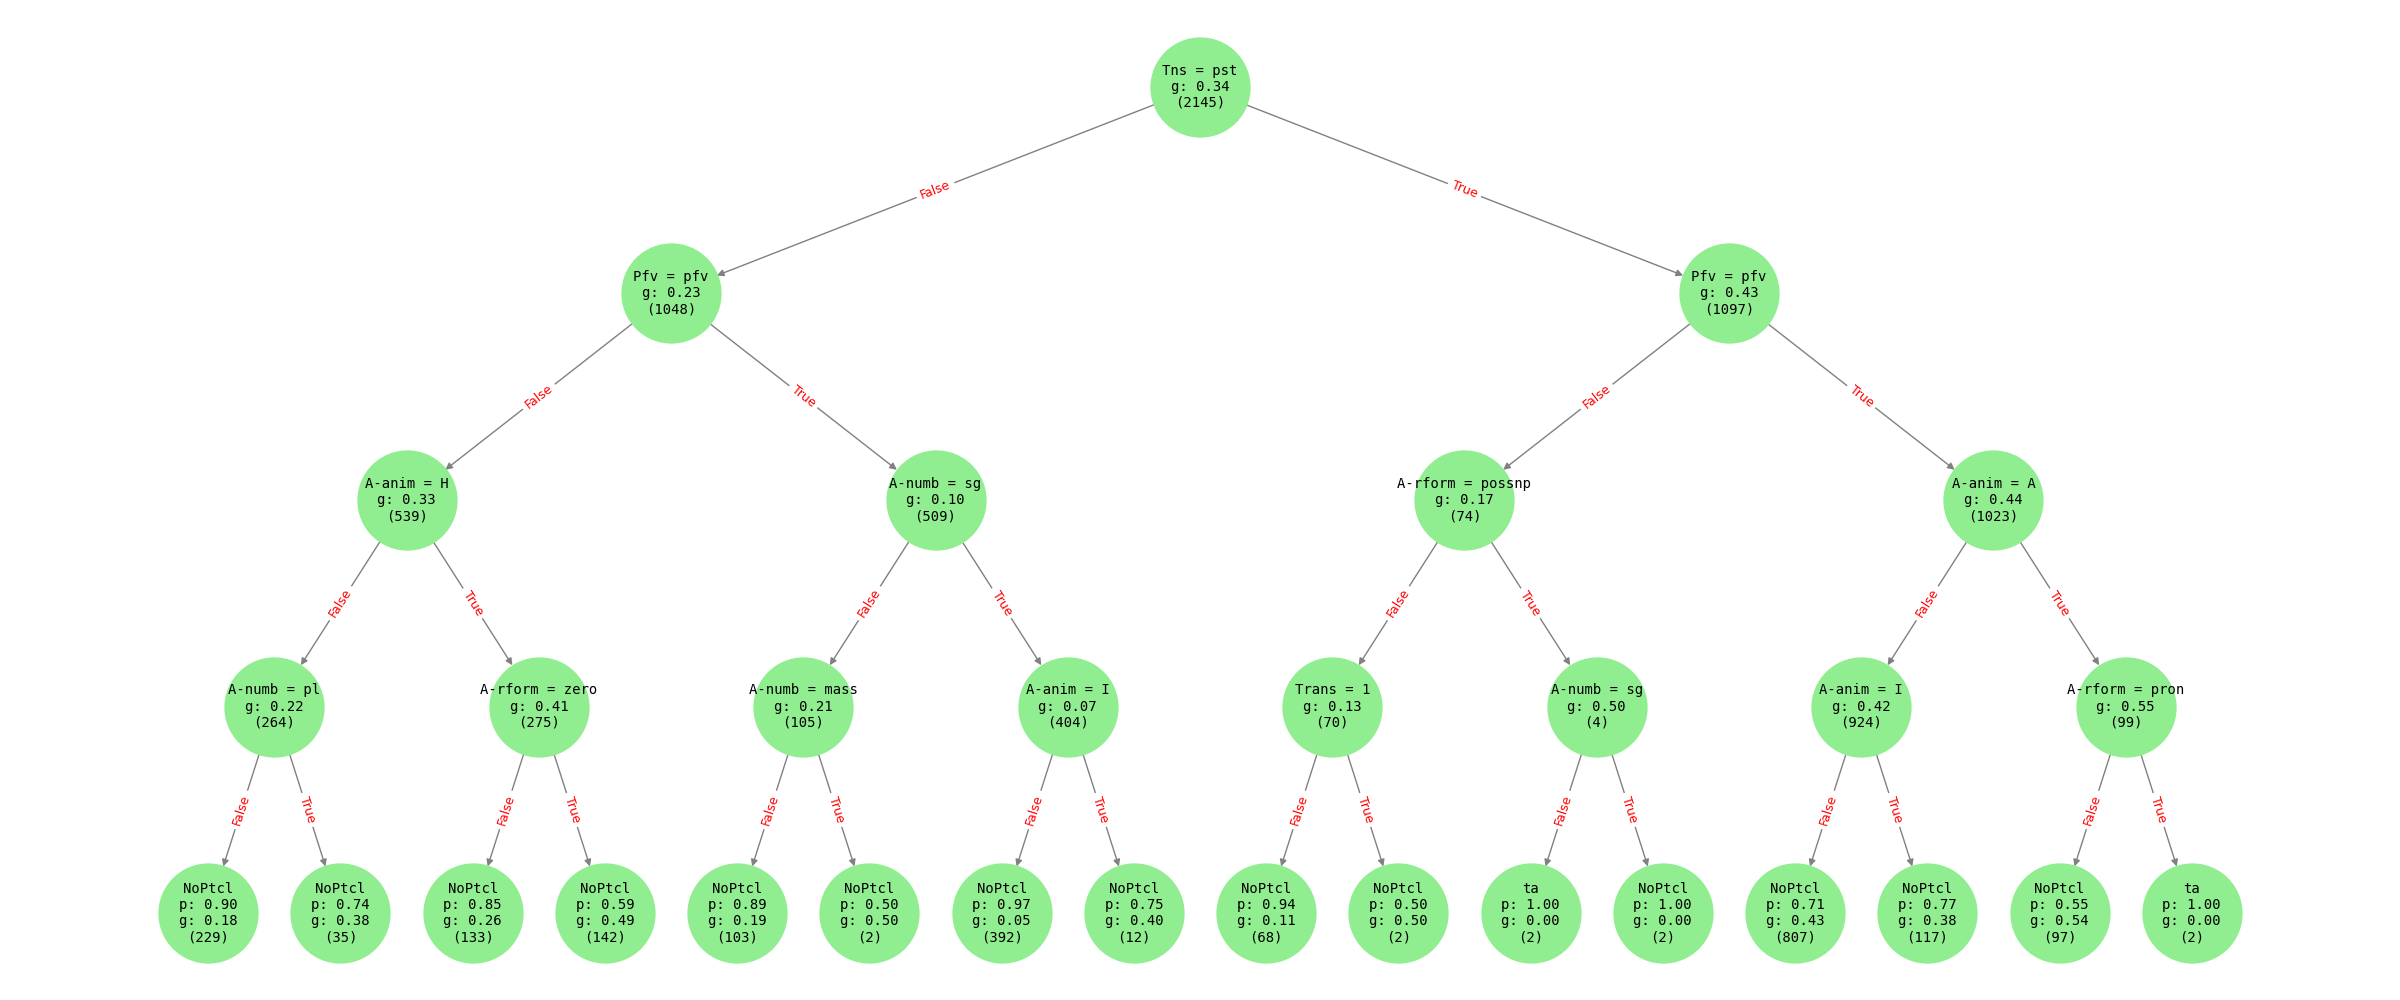 Tns = pst
g: 0.34
(2145)
False
True
Pfv = pfv
g: 0.23
(1048)
Pfv = pfv
g: 0.43
(1097)
False
True
False
True
A-anim = H
g: 0.33
(539)
A-numb = sg
g: 0.10
(509)
A-rform = possnp
g: 0.17
(74)
A-anim = A
g: 0.44
(1023)
False
True
False
True
False
True
False
True
A-numb = pl
g: 0.22
(264)
A-rform = zero
g: 0.41
(275)
A-numb = mass
g: 0.21
(105)
A-anim = I
g: 0.07
(404)
Trans = 1
g: 0.13
(70)
A-numb = sg
g: 0.50
(4)
A-anim = I
g: 0.42
(924)
A-rform = pron
g: 0.55
(99)
False
True
False
True
False
True
False
True
False
True
False
True
False
True
False
True
NoPtcl
p: 0.90
g: 0.18
(229)
NoPtcl
p: 0.74
g: 0.38
(35)
NoPtcl
p: 0.85
g: 0.26
(133)
NoPtcl
p: 0.59
g: 0.49
(142)
NoPtcl
p: 0.89
g: 0.19
(103)
NoPtcl
p: 0.50
g: 0.50
(2)
NoPtcl
p: 0.97
g: 0.05
(392)
NoPtcl
p: 0.75
g: 0.40
(12)
NoPtcl
p: 0.94
g: 0.11
(68)
NoPtcl
p: 0.50
g: 0.50
(2)
ta
p: 1.00
g: 0.00
(2)
NoPtcl
p: 1.00
g: 0.00
(2)
NoPtcl
p: 0.71
g: 0.43
(807)
NoPtcl
p: 0.77
g: 0.38
(117)
NoPtcl
p: 0.55
g: 0.54
(97)
ta
p: 1.00
g: 0.00
(2)